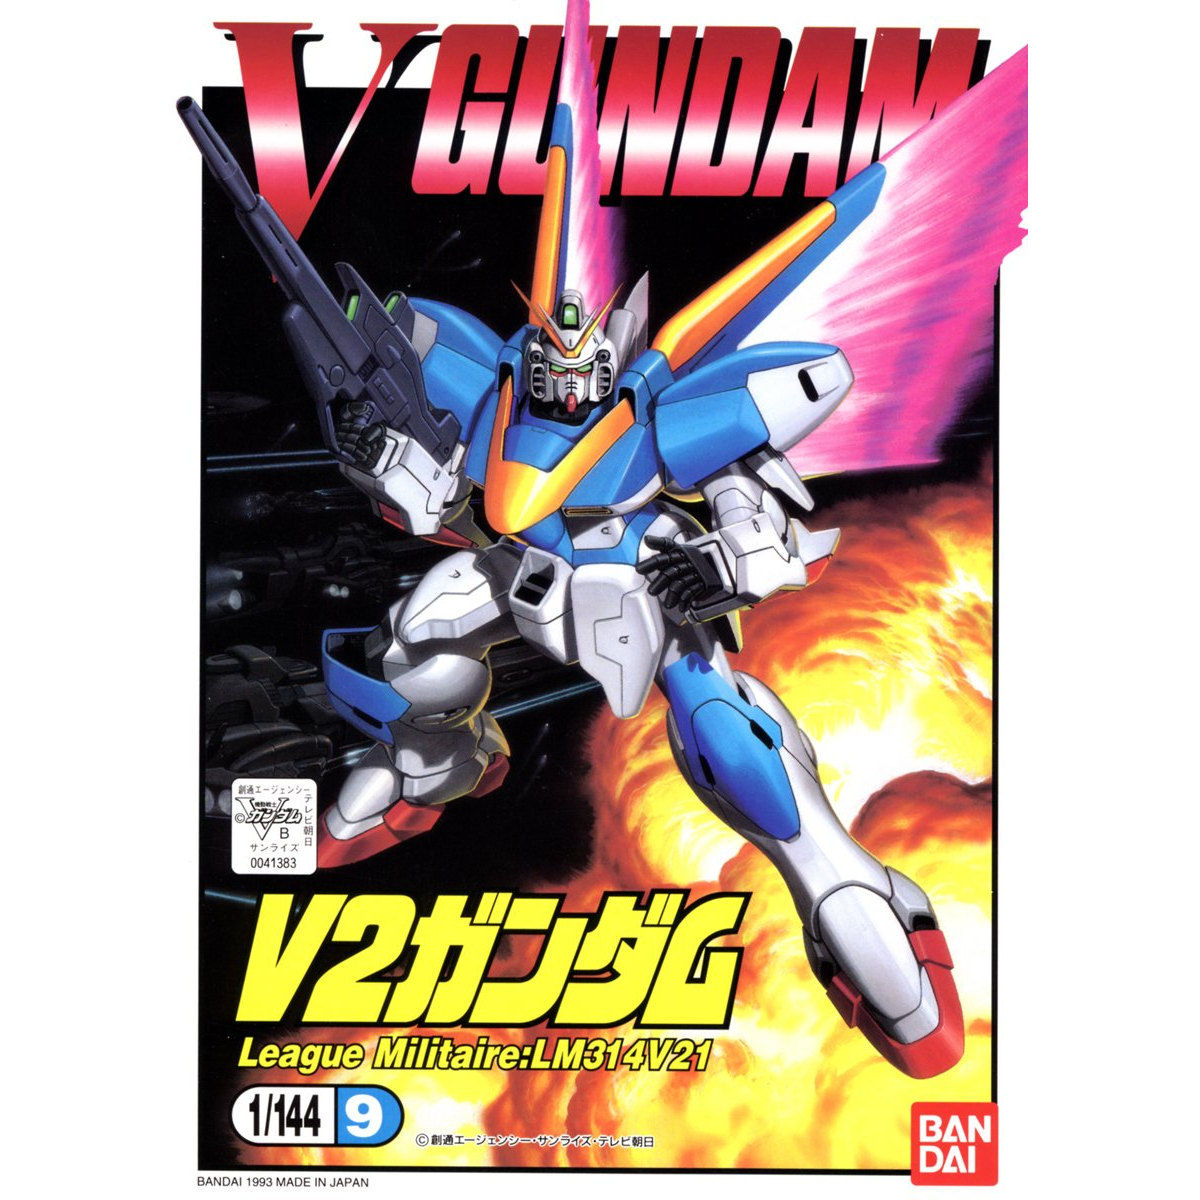 V GUNDAM
創通エージェンシー
テレビ朝日
機動戦士
©Vガンダム
B
サンライズ
0041383
V2ガンダム
League Militaire:LM314V21
1/144 9
©創通エージェンシー・サンライズ・テレビ朝日
BAN
DAI
BANDAI 1993 MADE IN JAPAN